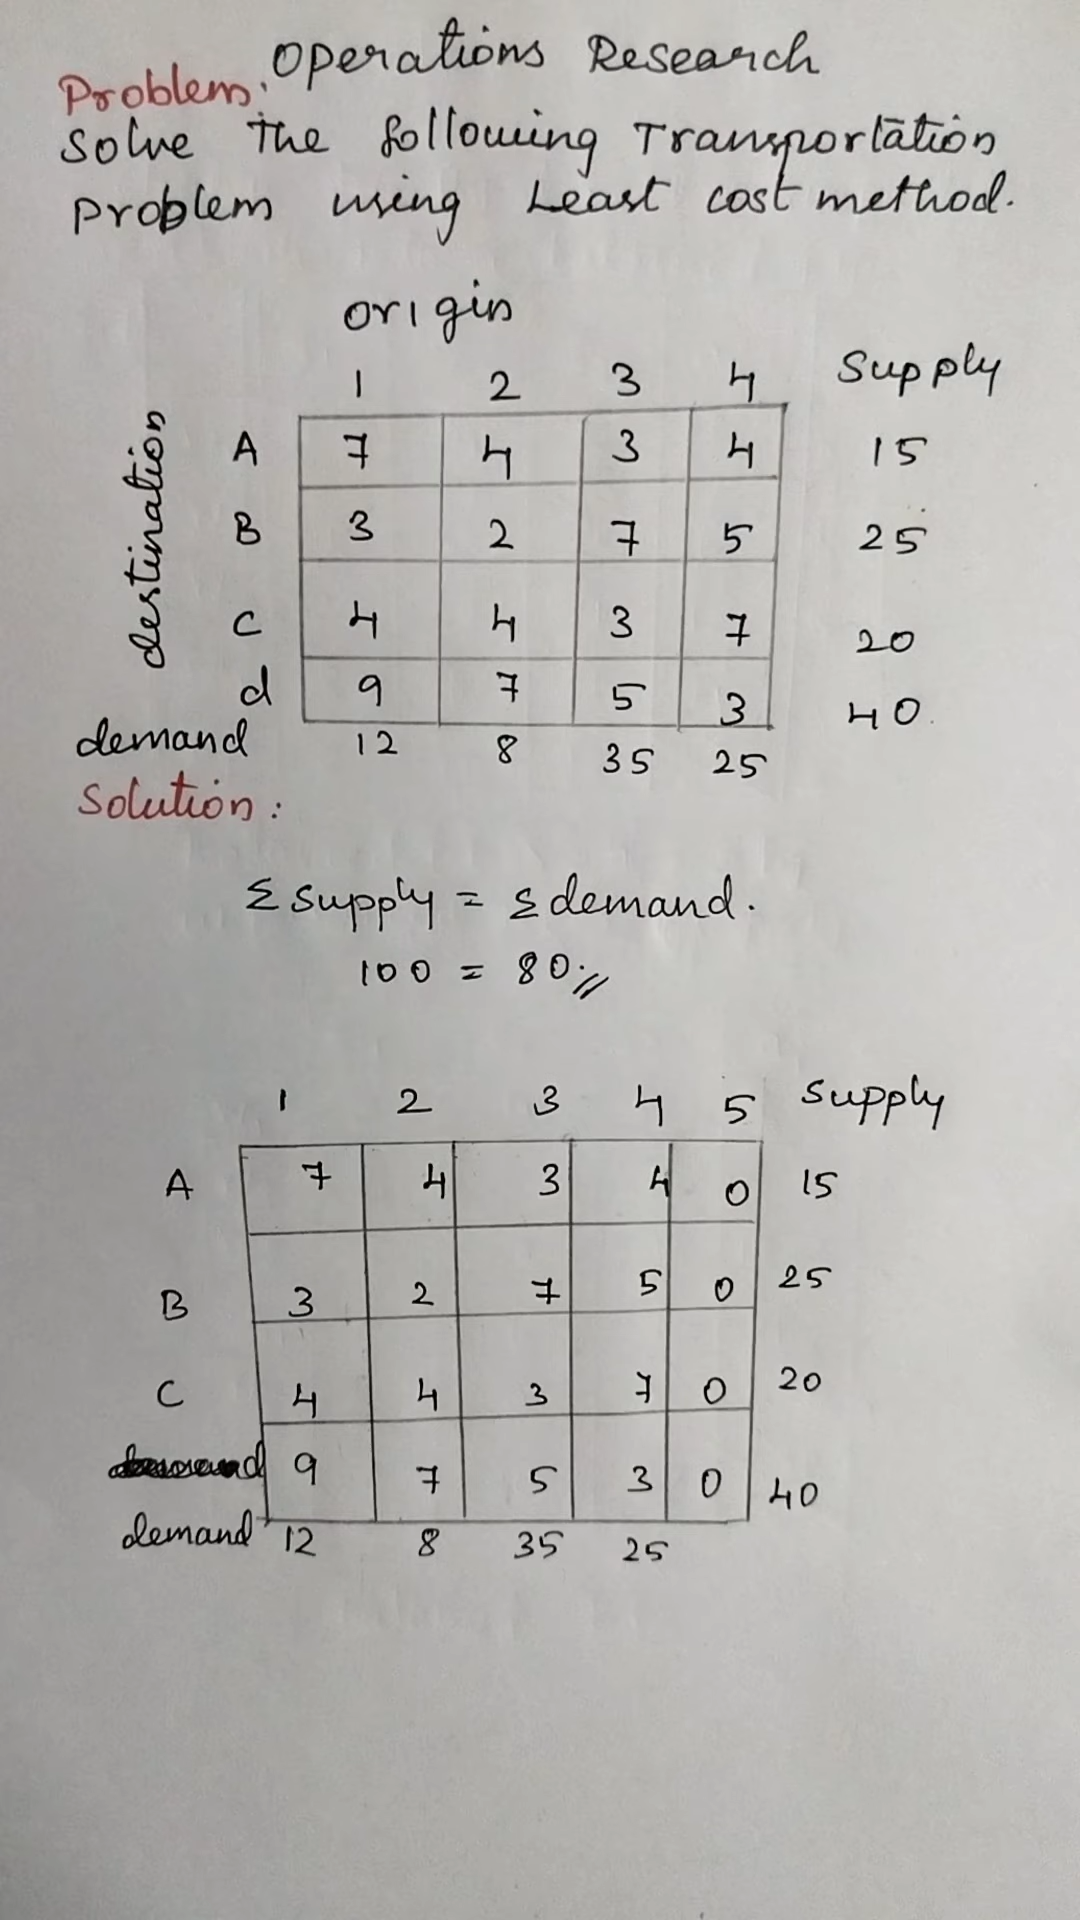 Operations Research
Problem:
Solve the following Transportation
Problem using Least cost method.
origin
1 2 3 4 Supply
destination
A 7 4 3 4 15
B 3 2 7 5 25
C 4 4 3 7 20
d 9 7 5 3 40
demand 12 8 35 25
Solution:
Σ Supply = Σ demand.
100 = 80
1 2 3 4 5 Supply
A 7 4 3 4 0 15
B 3 2 7 5 0 25
C 4 4 3 7 0 20
9 7 5 3 0 40
demand 12 8 35 25